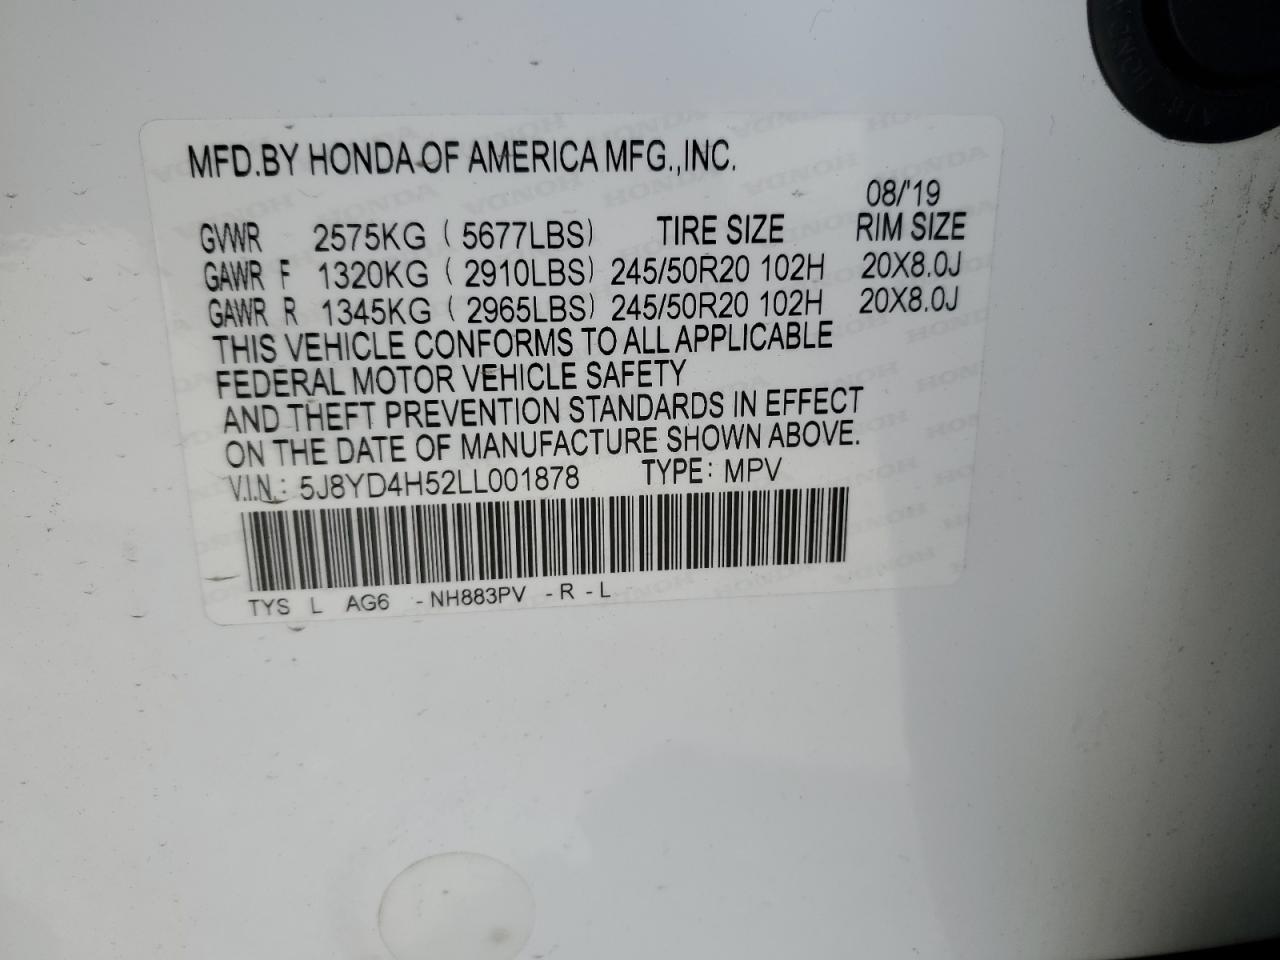 MFD.BY HONDA OF AMERICA MFG.,INC.
08/'19
GVWR 2575KG ( 5677LBS) TIRE SIZE RIM SIZE
GAWR F 1320KG ( 2910LBS) 245/50R20 102H 20X8.0J
GAWR R 1345KG ( 2965LBS) 245/50R20 102H 20X8.0J
THIS VEHICLE CONFORMS TO ALL APPLICABLE
FEDERAL MOTOR VEHICLE SAFETY
AND THEFT PREVENTION STANDARDS IN EFFECT
ON THE DATE OF MANUFACTURE SHOWN ABOVE.
V.I.N.: 5J8YD4H52LL001878 TYPE: MPV
TYS L AG6 -NH883PV -R -L